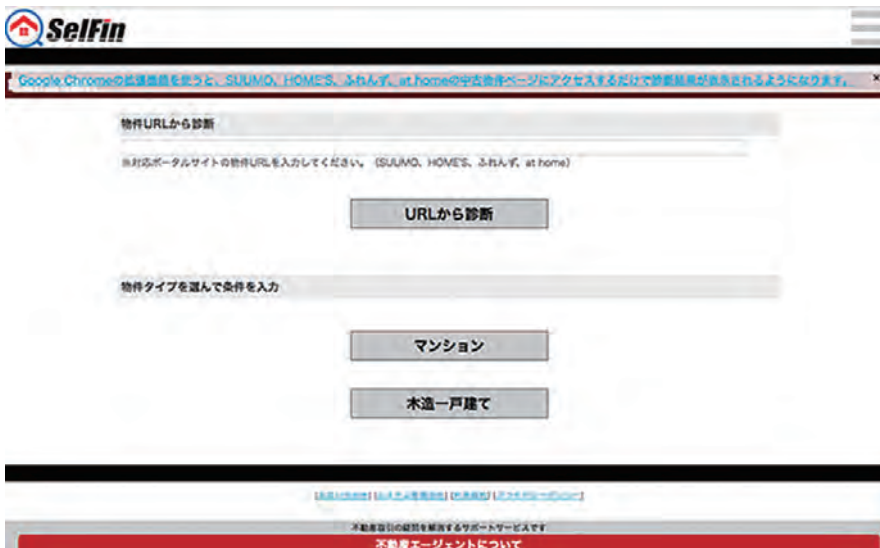 SelFin
Google Chromeの拡張機能を使うと、SUUMO、HOME'S、ふれんず、at homeの中古物件ページにアクセスするだけで診断結果が表示されるようになります。
×
物件URLから診断
※対応ポータルサイトの物件URLを入力してください。（SUUMO、HOME'S、ふれんず、at home）
URLから診断
物件タイプを選んで条件を入力
マンション
木造一戸建て
不動産取引の疑問を解消するサポートサービスです
不動産エージェントについて